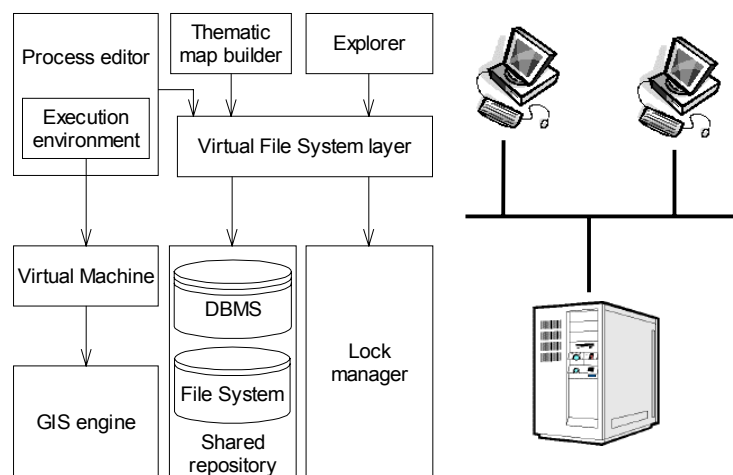 Process editor
Thematic
map builder
Explorer
Execution
environment
Virtual File System layer
Virtual Machine
DBMS
File System
Lock
manager
GIS engine
Shared
repository